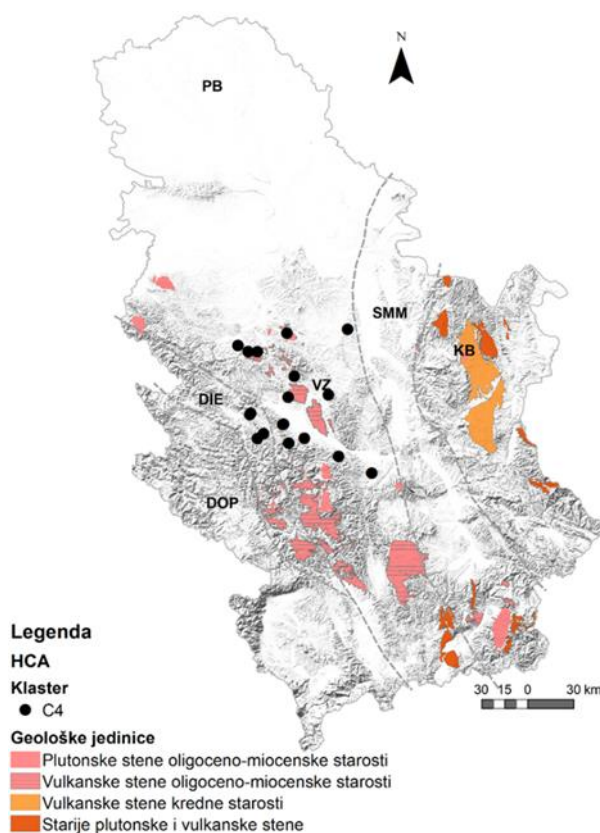 N
PB
SMM
KB
VZ
DIE
DOP
Legenda
HCA
Klaster
C4
Geološke jedinice
30 15 0 30 km
Plutonske stene oligoceno-miocenske starosti
Vulkanske stene oligoceno-miocenske starosti
Vulkanske stene kredne starosti
Starije plutonske i vulkanske stene